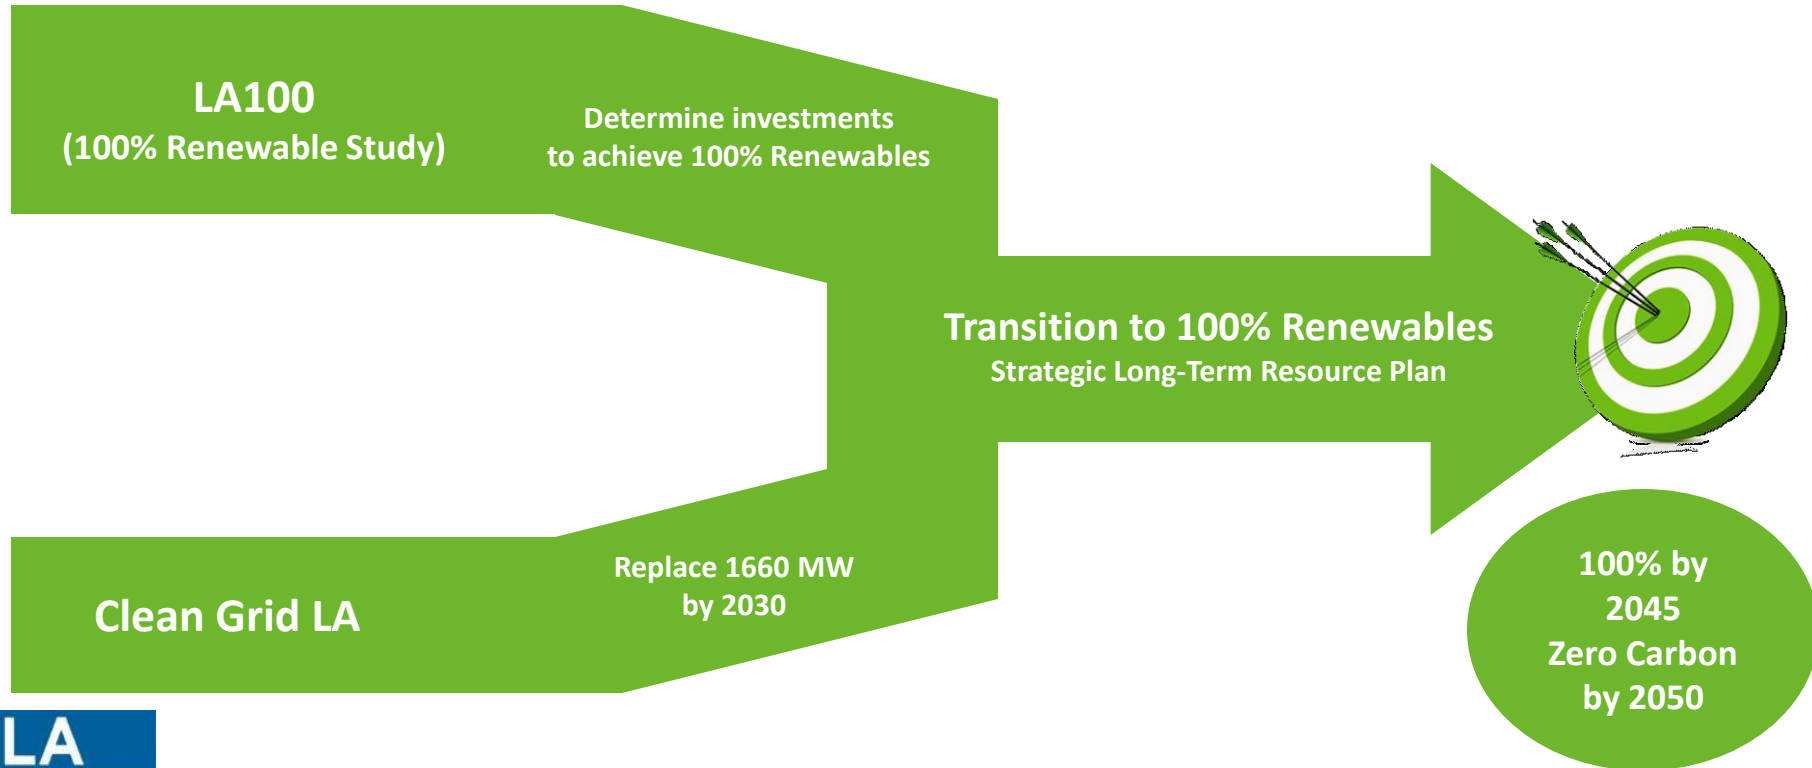 LA100
(100% Renewable Study)
Determine investments
to achieve 100% Renewables
Transition to 100% Renewables
Strategic Long-Term Resource Plan
Replace 1660 MW
by 2030
Clean Grid LA
100% by
2045
Zero Carbon
by 2050
LA